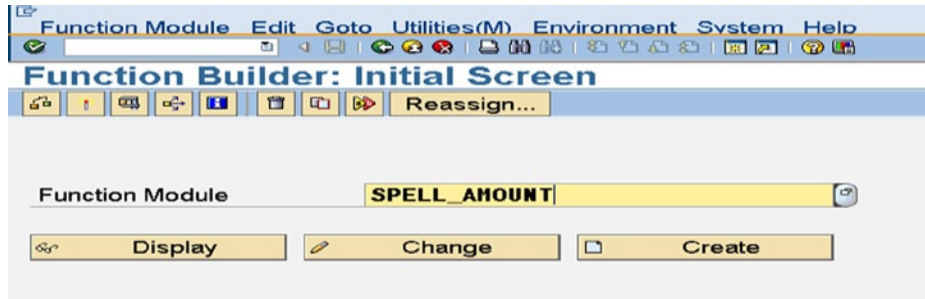 Function Module Edit Goto Utilities(M) Environment System Help
Function Builder: Initial Screen
Reassign...
Function Module SPELL_AMOUNT
Display Change Create